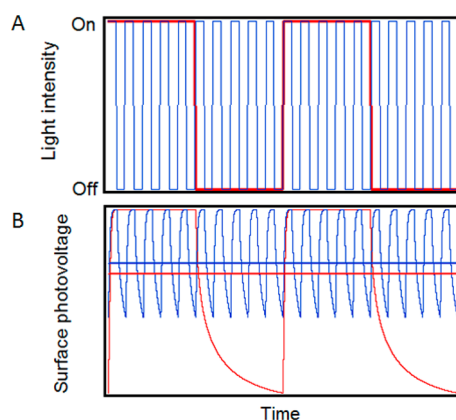 A
On
Light intensity
Off
B
Surface photovoltage
Time